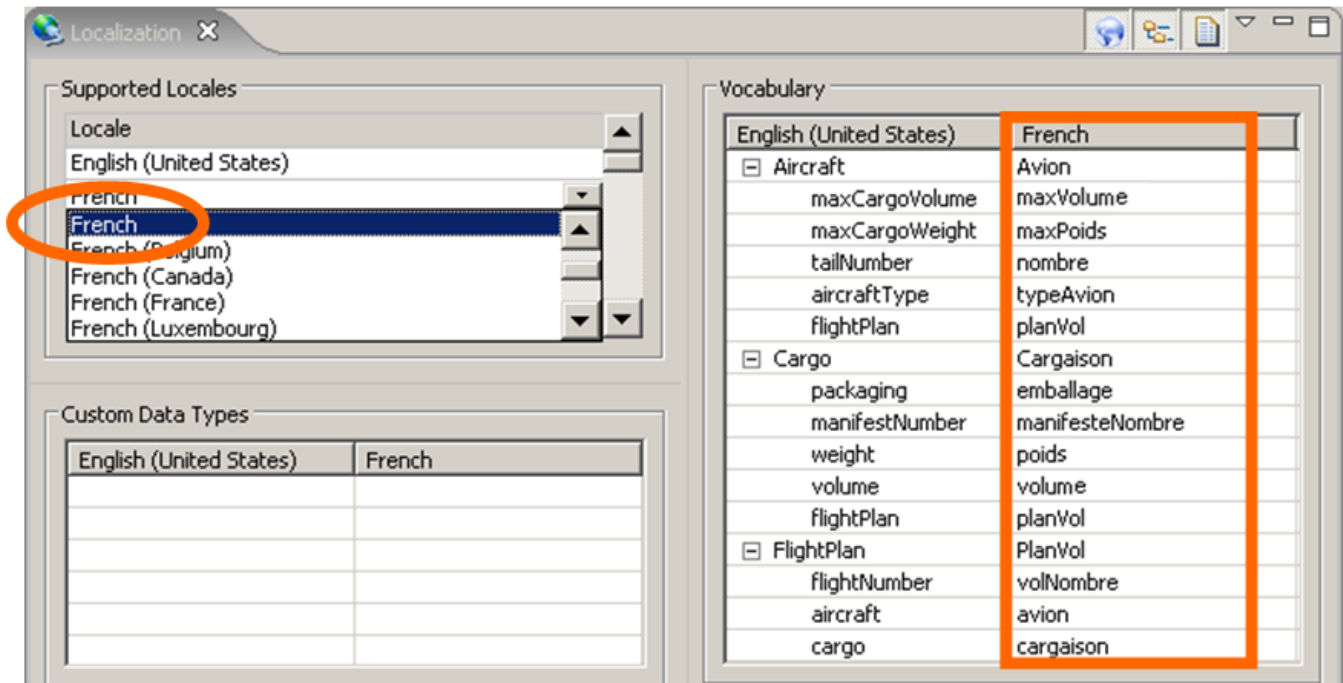 Localization
Supported Locales
Locale
English (United States)
French
French
French (Belgium)
French (Canada)
French (France)
French (Luxembourg)
Custom Data Types
English (United States) French
Vocabulary
English (United States) French
Aircraft Avion
maxCargoVolume maxVolume
maxCargoWeight maxPoids
tailNumber nombre
aircraftType typeAvion
flightPlan planVol
Cargo Cargaison
packaging emballage
manifestNumber manifesteNombre
weight poids
volume volume
flightPlan planVol
FlightPlan PlanVol
flightNumber volNombre
aircraft avion
cargo cargaison